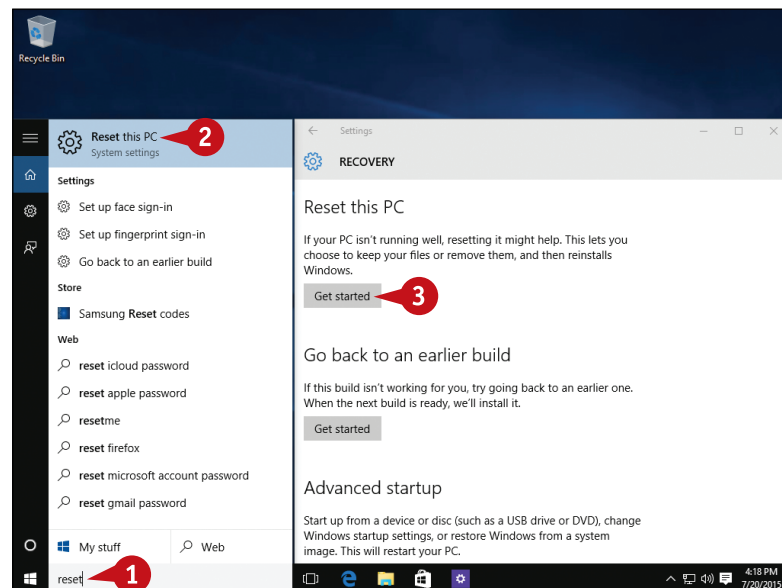 Recycle Bin
Reset this PC
System settings
2
Settings
Set up face sign-in
Set up fingerprint sign-in
Go back to an earlier build
Store
Samsung Reset codes
Web
reset icloud password
reset apple password
resetme
reset firefox
reset microsoft account password
reset gmail password
My stuff
Web
reset
1
Settings
RECOVERY
Reset this PC
If your PC isn't running well, resetting it might help. This lets you
choose to keep your files or remove them, and then reinstalls
Windows.
Get started
3
Go back to an earlier build
If this build isn't working for you, try going back to an earlier one.
When the next build is ready, we'll install it.
Get started
Advanced startup
Start up from a device or disc (such as a USB drive or DVD), change
Windows startup settings, or restore Windows from a system
image. This will restart your PC.
4:18 PM